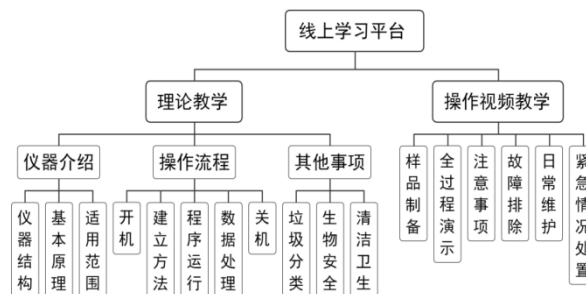 线上学习平台
理论教学
操作视频教学
仪器介绍
操作流程
其他事项
仪器结构
基本原理
适用范围
开机
建立方法
程序运行
数据处理
关机
垃圾分类
生物安全
清洁卫生
样品制备
全过程演示
注意事项
故障排除
日常维护
紧急情况处置